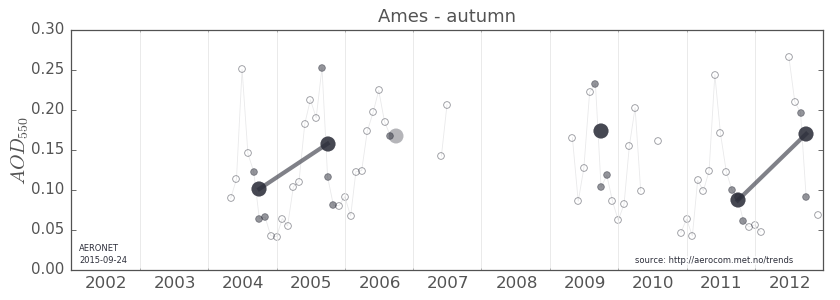 Ames - autumn
0.30
0.25
0.20
0.15
0.10
0.05
0.00
AOD550
AERONET
2015-09-24
source: http://aerocom.met.no/trends
2002 2003 2004 2005 2006 2007 2008 2009 2010 2011 2012